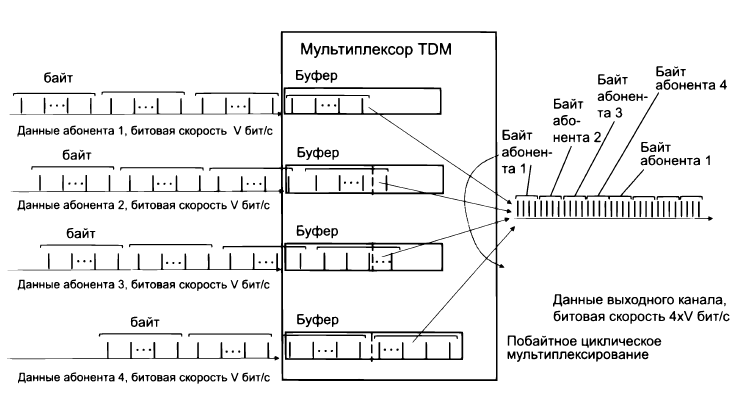 Мультиплексор TDM
байт
Буфер
Данные абонента 1, битовая скорость V бит/с
байт
Буфер
Данные абонента 2, битовая скорость V бит/с
байт
Буфер
Данные абонента 3, битовая скорость V бит/с
байт
Буфер
Данные абонента 4, битовая скорость V бит/с
Байт
абонен-
та 1
Байт
або-
нента 2
Байт
абонен-
та 3
Байт
абонента 4
Байт
абонента 1
Данные выходного канала,
битовая скорость 4xV бит/с
Побайтное циклическое
мультиплексирование